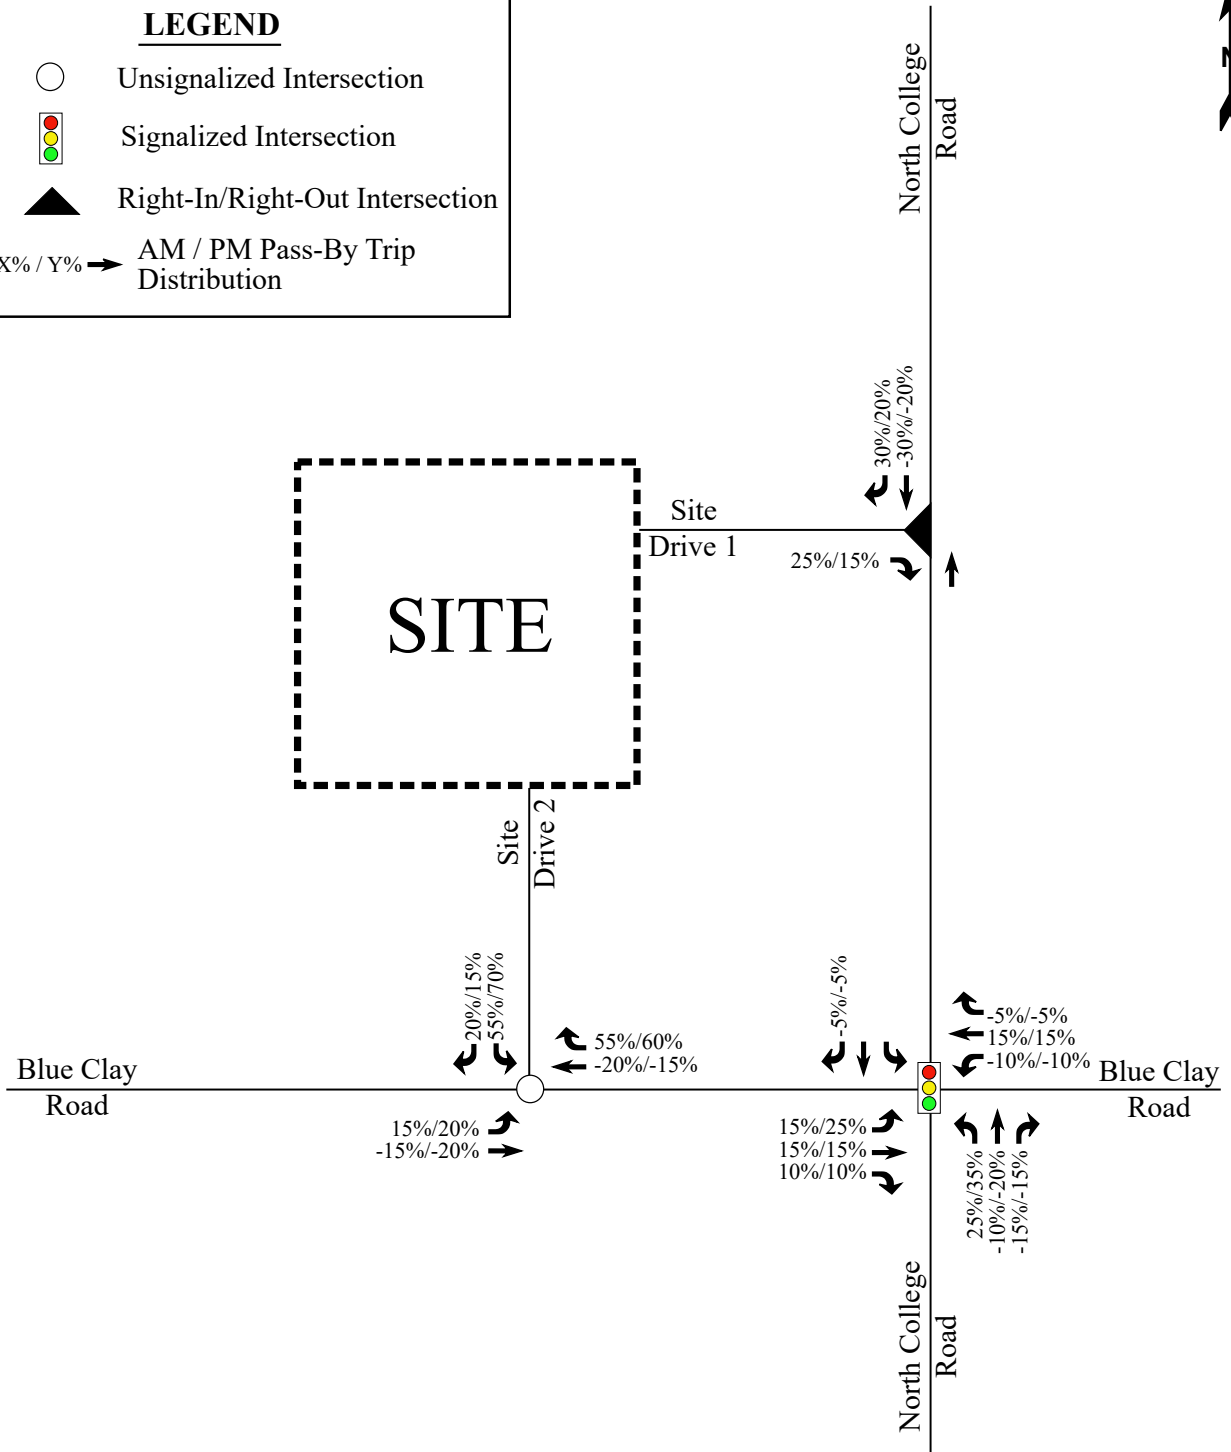 LEGEND
Unsignalized Intersection
Signalized Intersection
Right-In/Right-Out Intersection
X% / Y%
AM / PM Pass-By Trip
Distribution
North College
Road
30%/20%
-30%/-20%
Site
Drive 1
25%/15%
SITE
Site
Drive 2
20%/15%
55%/70%
55%/60%
-20%/-15%
15%/20%
-15%/-20%
Blue Clay
Road
-5%/-5%
-5%/-5%
15%/15%
-10%/-10%
Blue Clay
Road
15%/25%
15%/15%
10%/10%
25%/35%
-10%/-20%
-15%/-15%
North College
Road